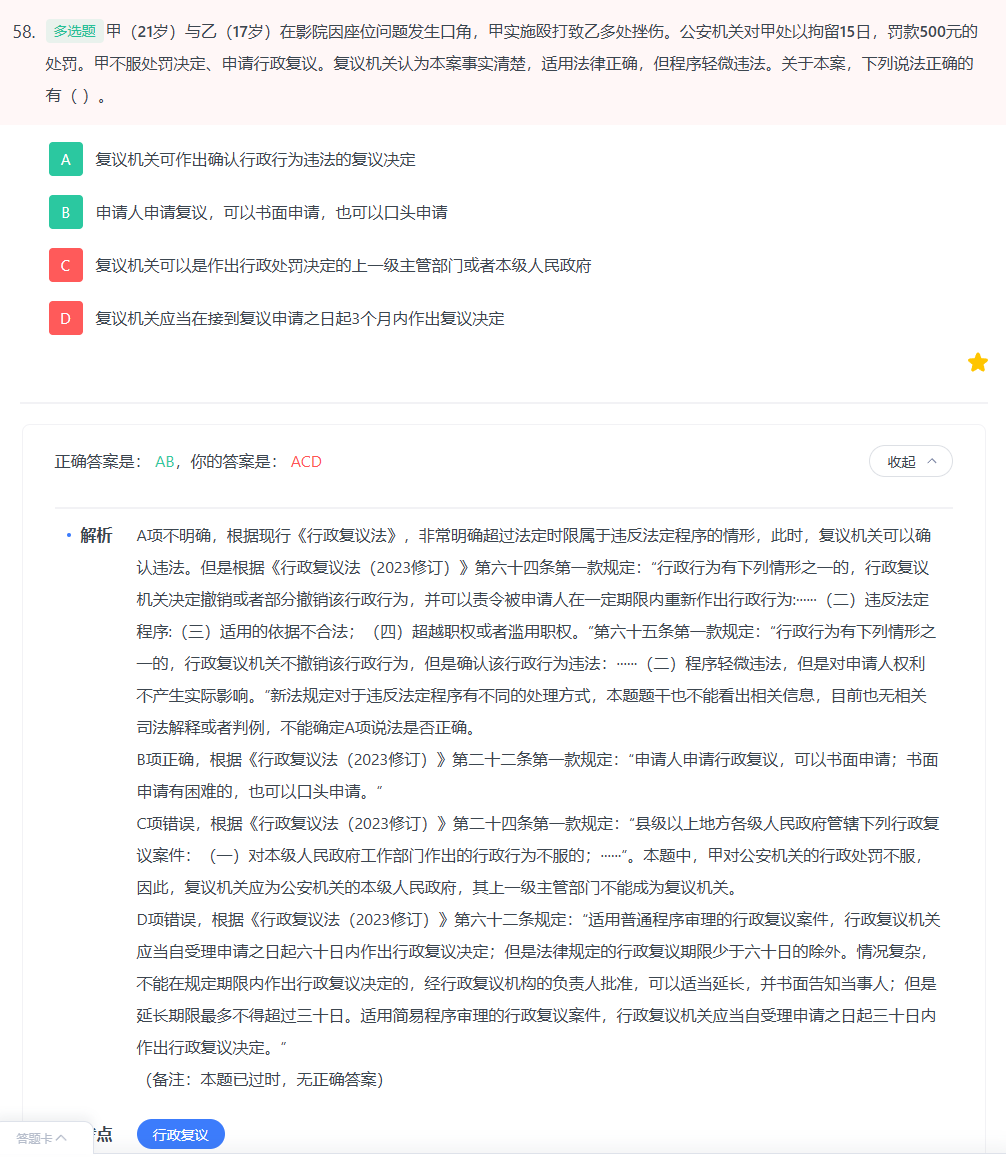 58. 多选题 甲（21岁）与乙（17岁）在影院因座位问题发生口角，甲实施殴打致乙多处挫伤。公安机关对甲处以拘留15日，罚款500元的
处罚。甲不服处罚决定、申请行政复议。复议机关认为本案事实清楚，适用法律正确，但程序轻微违法。关于本案，下列说法正确的
有（ ）。
A 复议机关可作出确认行政行为违法的复议决定
B 申请人申请复议，可以书面申请，也可以口头申请
C 复议机关可以是作出行政处罚决定的上一级主管部门或者本级人民政府
D 复议机关应当在接到复议申请之日起3个月内作出复议决定
正确答案是： AB，你的答案是： ACD
收起
解析 A项不明确，根据现行《行政复议法》，非常明确超过法定时限属于违反法定程序的情形，此时，复议机关可以确
认违法。但是根据《行政复议法（2023修订）》第六十四条第一款规定：“行政行为有下列情形之一的，行政复议
机关决定撤销或者部分撤销该行政行为，并可以责令被申请人在一定期限内重新作出行政行为:······（二）违反法定
程序:（三）适用的依据不合法；（四）超越职权或者滥用职权。“第六十五条第一款规定：“行政行为有下列情形之
一的，行政复议机关不撤销该行政行为，但是确认该行政行为违法：······（二）程序轻微违法，但是对申请人权利
不产生实际影响。”新法规定对于违反法定程序有不同的处理方式，本题题干也不能看出相关信息，目前也无相关
司法解释或者判例，不能确定A项说法是否正确。
B项正确，根据《行政复议法（2023修订）》第二十二条第一款规定：“申请人申请行政复议，可以书面申请；书面
申请有困难的，也可以口头申请。”
C项错误，根据《行政复议法（2023修订）》第二十四条第一款规定：“县级以上地方各级人民政府管辖下列行政复
议案件：（一）对本级人民政府工作部门作出的行政行为不服的；······”。本题中，甲对公安机关的行政处罚不服，
因此，复议机关应为公安机关的本级人民政府，其上一级主管部门不能成为复议机关。
D项错误，根据《行政复议法（2023修订）》第六十二条规定：“适用普通程序审理的行政复议案件，行政复议机关
应当自受理申请之日起六十日内作出行政复议决定；但是法律规定的行政复议期限少于六十日的除外。情况复杂，
不能在规定期限内作出行政复议决定的，经行政复议机构的负责人批准，可以适当延长，并书面告知当事人；但是
延长期限最多不得超过三十日。适用简易程序审理的行政复议案件，行政复议机关应当自受理申请之日起三十日内
作出行政复议决定。”
（备注：本题已过时，无正确答案）
答题卡 点 行政复议